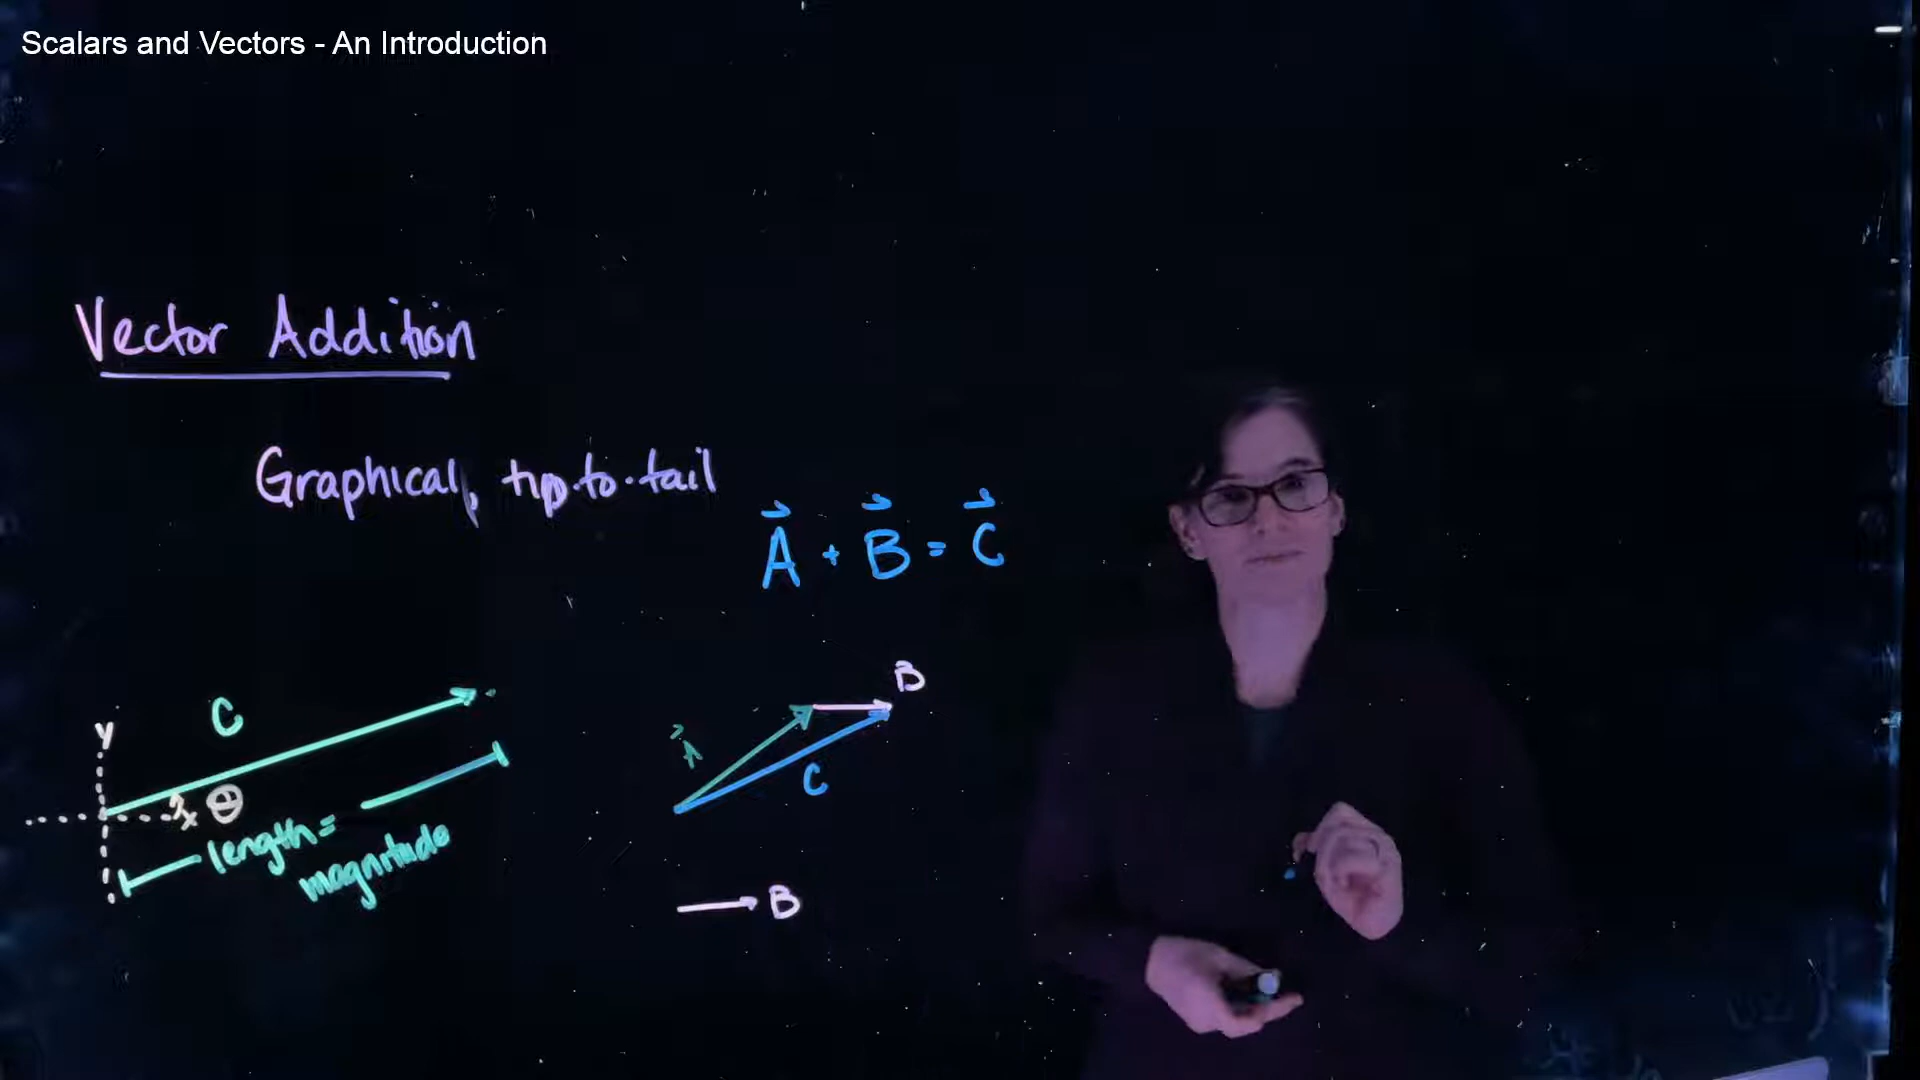 Scalars and Vectors - An Introduction
Vector Addition
Graphical, tip-to-tail
A + B = C
B
C
y
A
C
θ
length =
magnitude
B